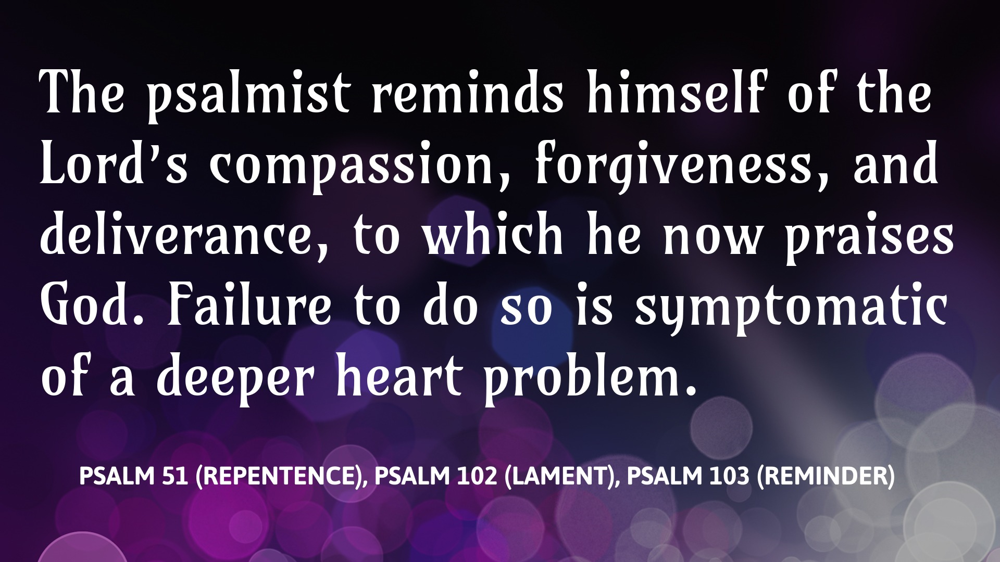 The psalmist reminds himself of the
Lord’s compassion, forgiveness, and
deliverance, to which he now praises
God. Failure to do so is symptomatic
of a deeper heart problem.
PSALM 51 (REPENTENCE), PSALM 102 (LAMENT), PSALM 103 (REMINDER)